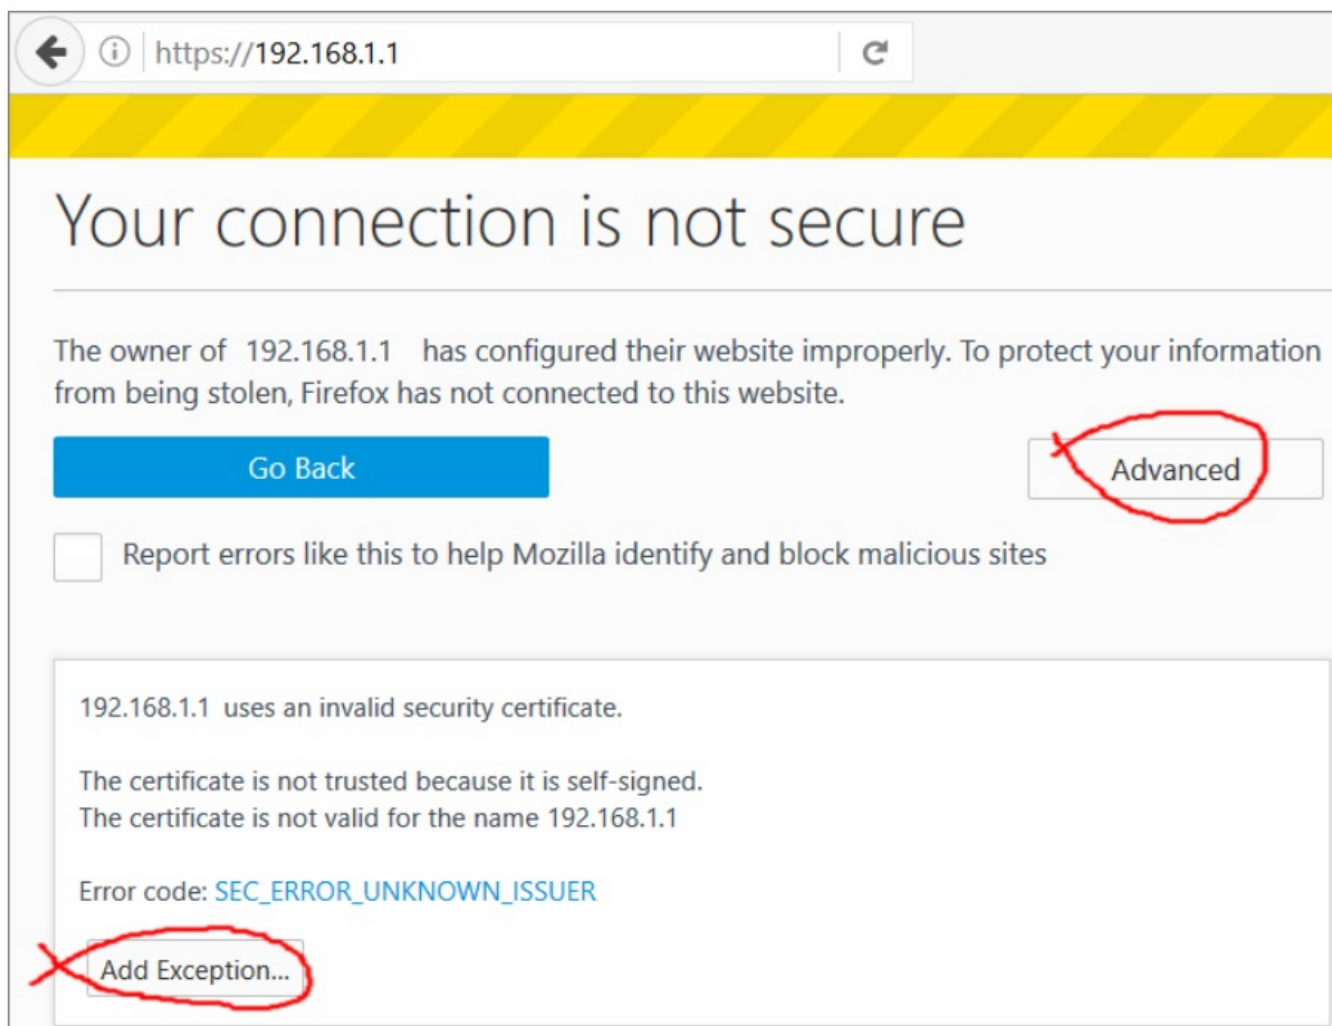 https://192.168.1.1
Your connection is not secure
The owner of 192.168.1.1 has configured their website improperly. To protect your information
from being stolen, Firefox has not connected to this website.
Go Back
Advanced
Report errors like this to help Mozilla identify and block malicious sites
192.168.1.1 uses an invalid security certificate.
The certificate is not trusted because it is self-signed.
The certificate is not valid for the name 192.168.1.1
Error code: SEC_ERROR_UNKNOWN_ISSUER
Add Exception...